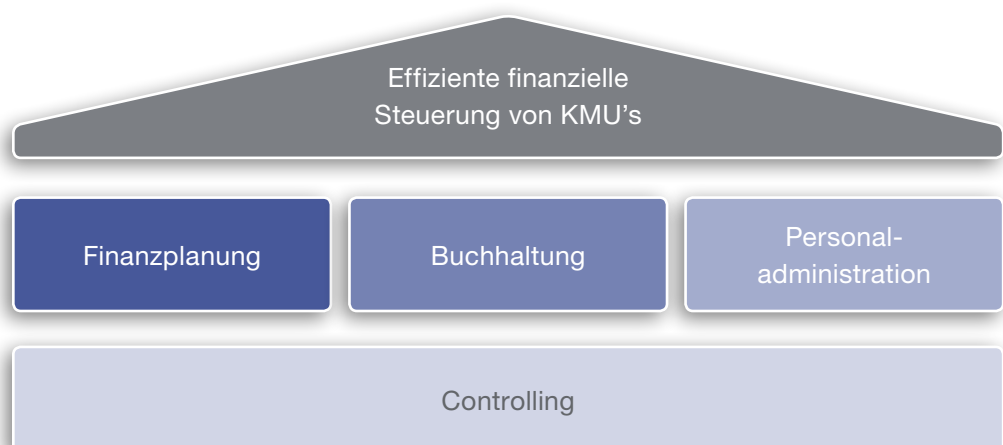 Effiziente finanzielle
Steuerung von KMU's
Finanzplanung
Buchhaltung
Personal-
administration
Controlling